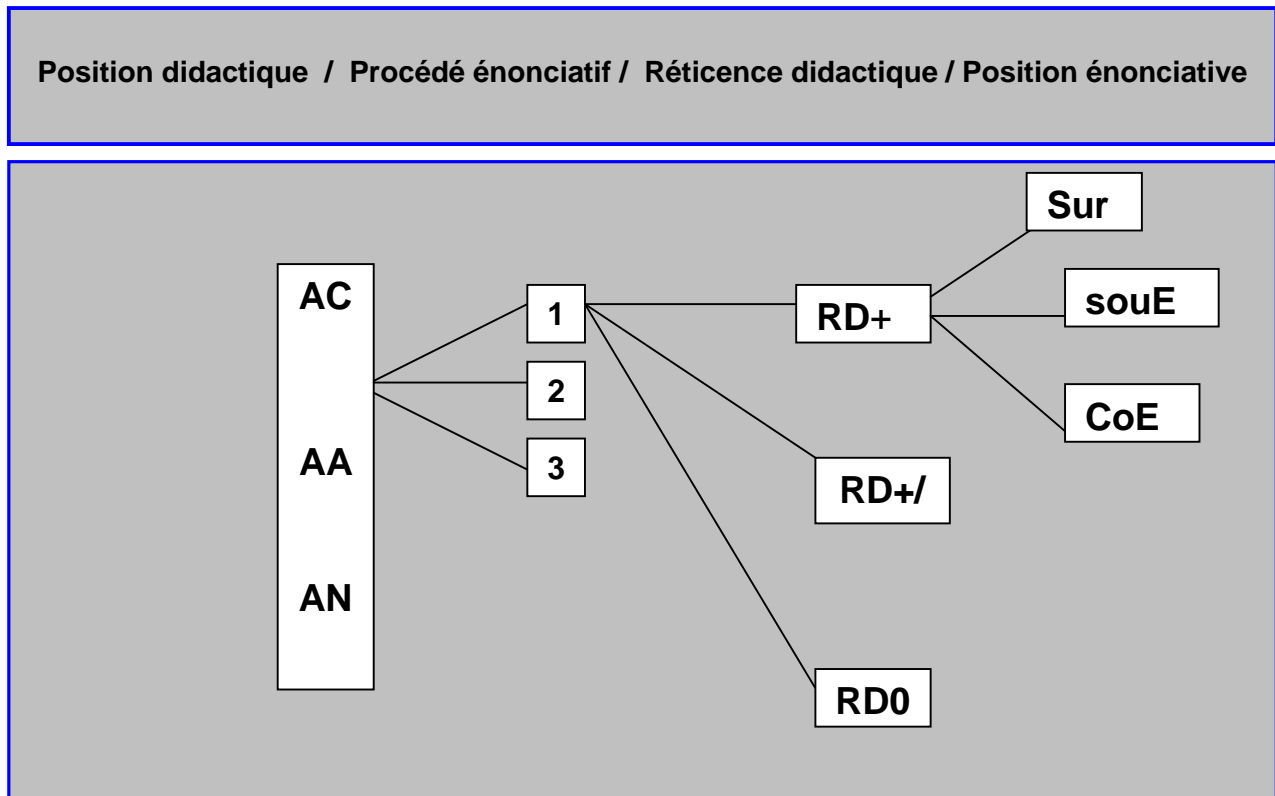 Position didactique / Procédé énonciatif / Réticence didactique / Position énonciative
Sur
AC
1
RD+
souE
2
CoE
AA
3
RD+/
AN
RD0